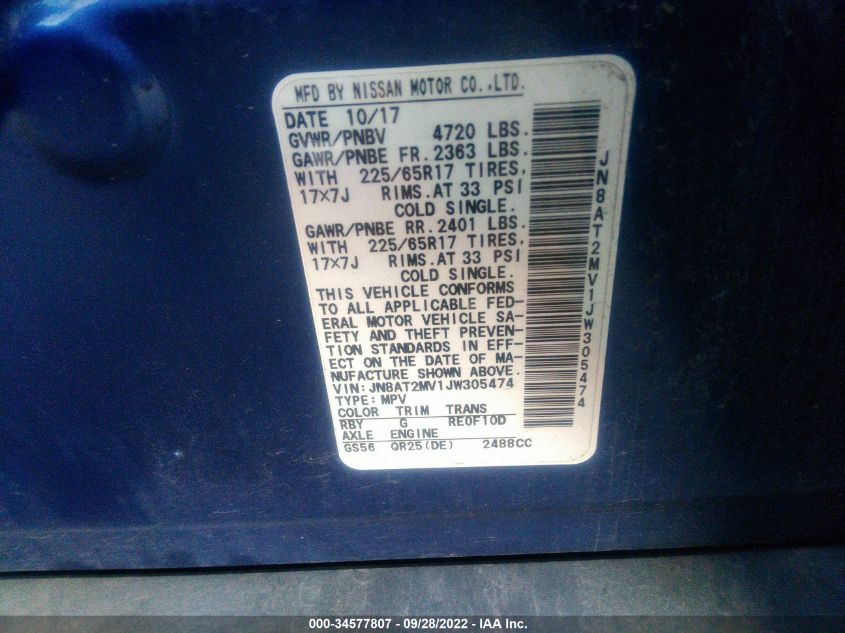 MFD BY NISSAN MOTOR CO.,LTD.
DATE 10/17
GVWR/PNBV 4720 LBS.
GAWR/PNBE FR. 2363 LBS.
WITH 225/65R17 TIRES,
17×7J RIMS.AT 33 PSI
COLD SINGLE.
GAWR/PNBE RR. 2401 LBS.
WITH 225/65R17 TIRES,
17×7J RIMS.AT 33 PSI
COLD SINGLE.
THIS VEHICLE CONFORMS
TO ALL APPLICABLE FED-
ERAL MOTOR VEHICLE SA-
FETY AND THEFT PREVEN-
TION STANDARDS IN EFF-
ECT ON THE DATE OF MA-
NUFACTURE SHOWN ABOVE.
VIN:JN8AT2MV1JW305474
TYPE:MPV
COLOR TRIM TRANS
RBY G RE0F10D
AXLE ENGINE
GS56 QR25(DE) 2488CC
JN8AT2MV1JW305474
000-34577807 - 09/28/2022 - IAA Inc.